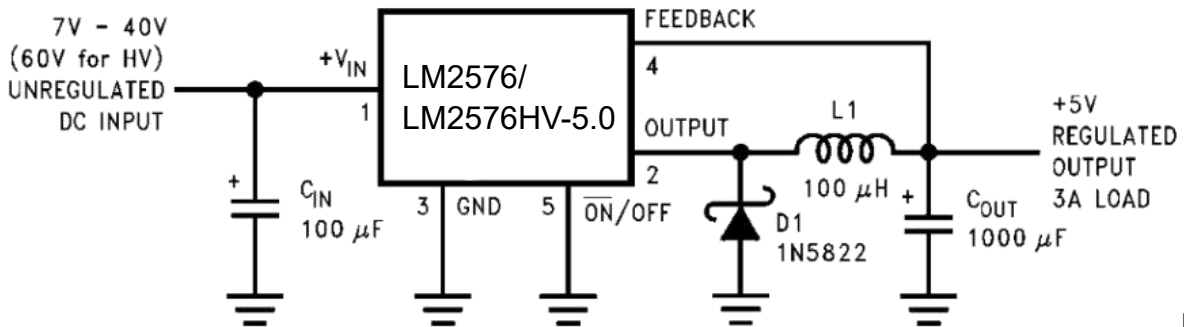 7V – 40V
(60V for HV)
UNREGULATED
DC INPUT
+VIN
1
LM2576/
LM2576HV-5.0
FEEDBACK
4
OUTPUT
2
L1
100 μH
+5V
REGULATED
OUTPUT
3A LOAD
+
CIN
100 μF
3
GND
5
O̅N̅/OFF
D1
1N5822
+
COUT
1000 μF